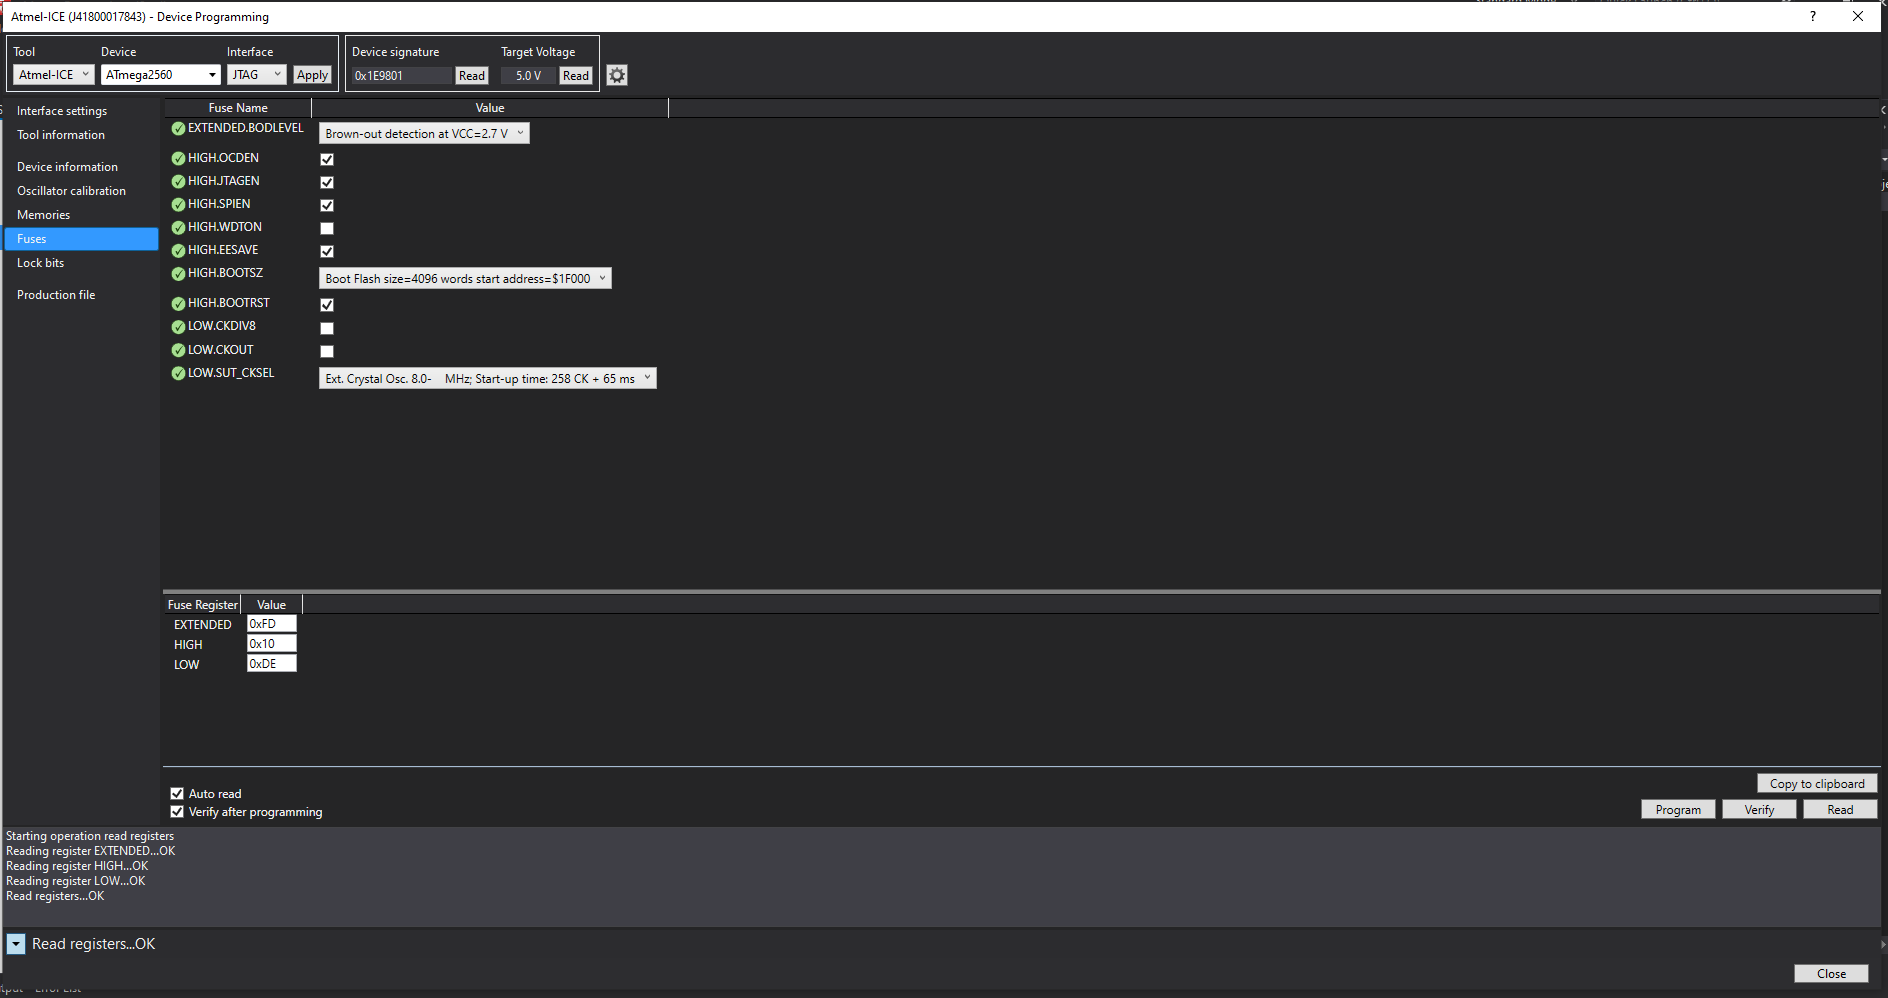 Atmel-ICE (J41800017843) - Device Programming
Tool Device Interface Device signature Target Voltage
Atmel-ICE ATmega2560 JTAG Apply 0x1E9801 Read 5.0 V Read
Interface settings
Tool information
Device information
Oscillator calibration
Memories
Fuses
Lock bits
Production file
Fuse Name Value
EXTENDED.BODLEVEL Brown-out detection at VCC=2.7 V
HIGH.OCDEN
HIGH.JTAGEN
HIGH.SPIEN
HIGH.WDTON
HIGH.EESAVE
HIGH.BOOTSZ Boot Flash size=4096 words start address=$1F000
HIGH.BOOTRST
LOW.CKDIV8
LOW.CKOUT
LOW.SUT_CKSEL Ext. Crystal Osc. 8.0- MHz; Start-up time: 258 CK + 65 ms
Fuse Register Value
EXTENDED 0xFD
HIGH 0x10
LOW 0xDE
Copy to clipboard
Auto read
Verify after programming
Program Verify Read
Starting operation read registers
Reading register EXTENDED...OK
Reading register HIGH...OK
Reading register LOW...OK
Read registers...OK
Read registers...OK
Close